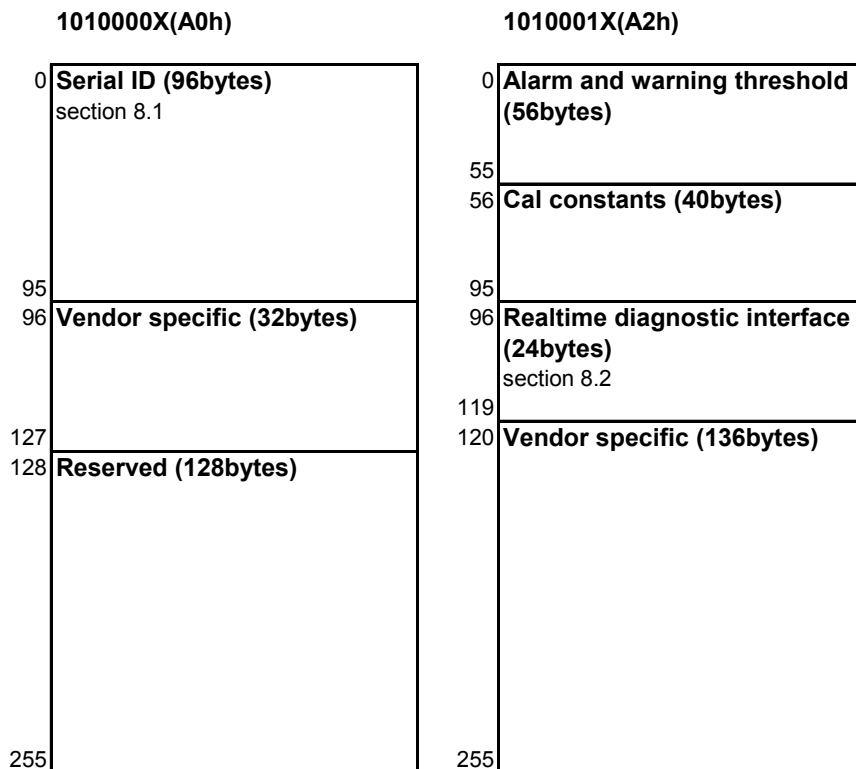 1010000X(A0h)
0 Serial ID (96bytes)
section 8.1
95
96 Vendor specific (32bytes)
127
128 Reserved (128bytes)
255
1010001X(A2h)
0 Alarm and warning threshold
(56bytes)
55
56 Cal constants (40bytes)
95
96 Realtime diagnostic interface
(24bytes)
section 8.2
119
120 Vendor specific (136bytes)
255